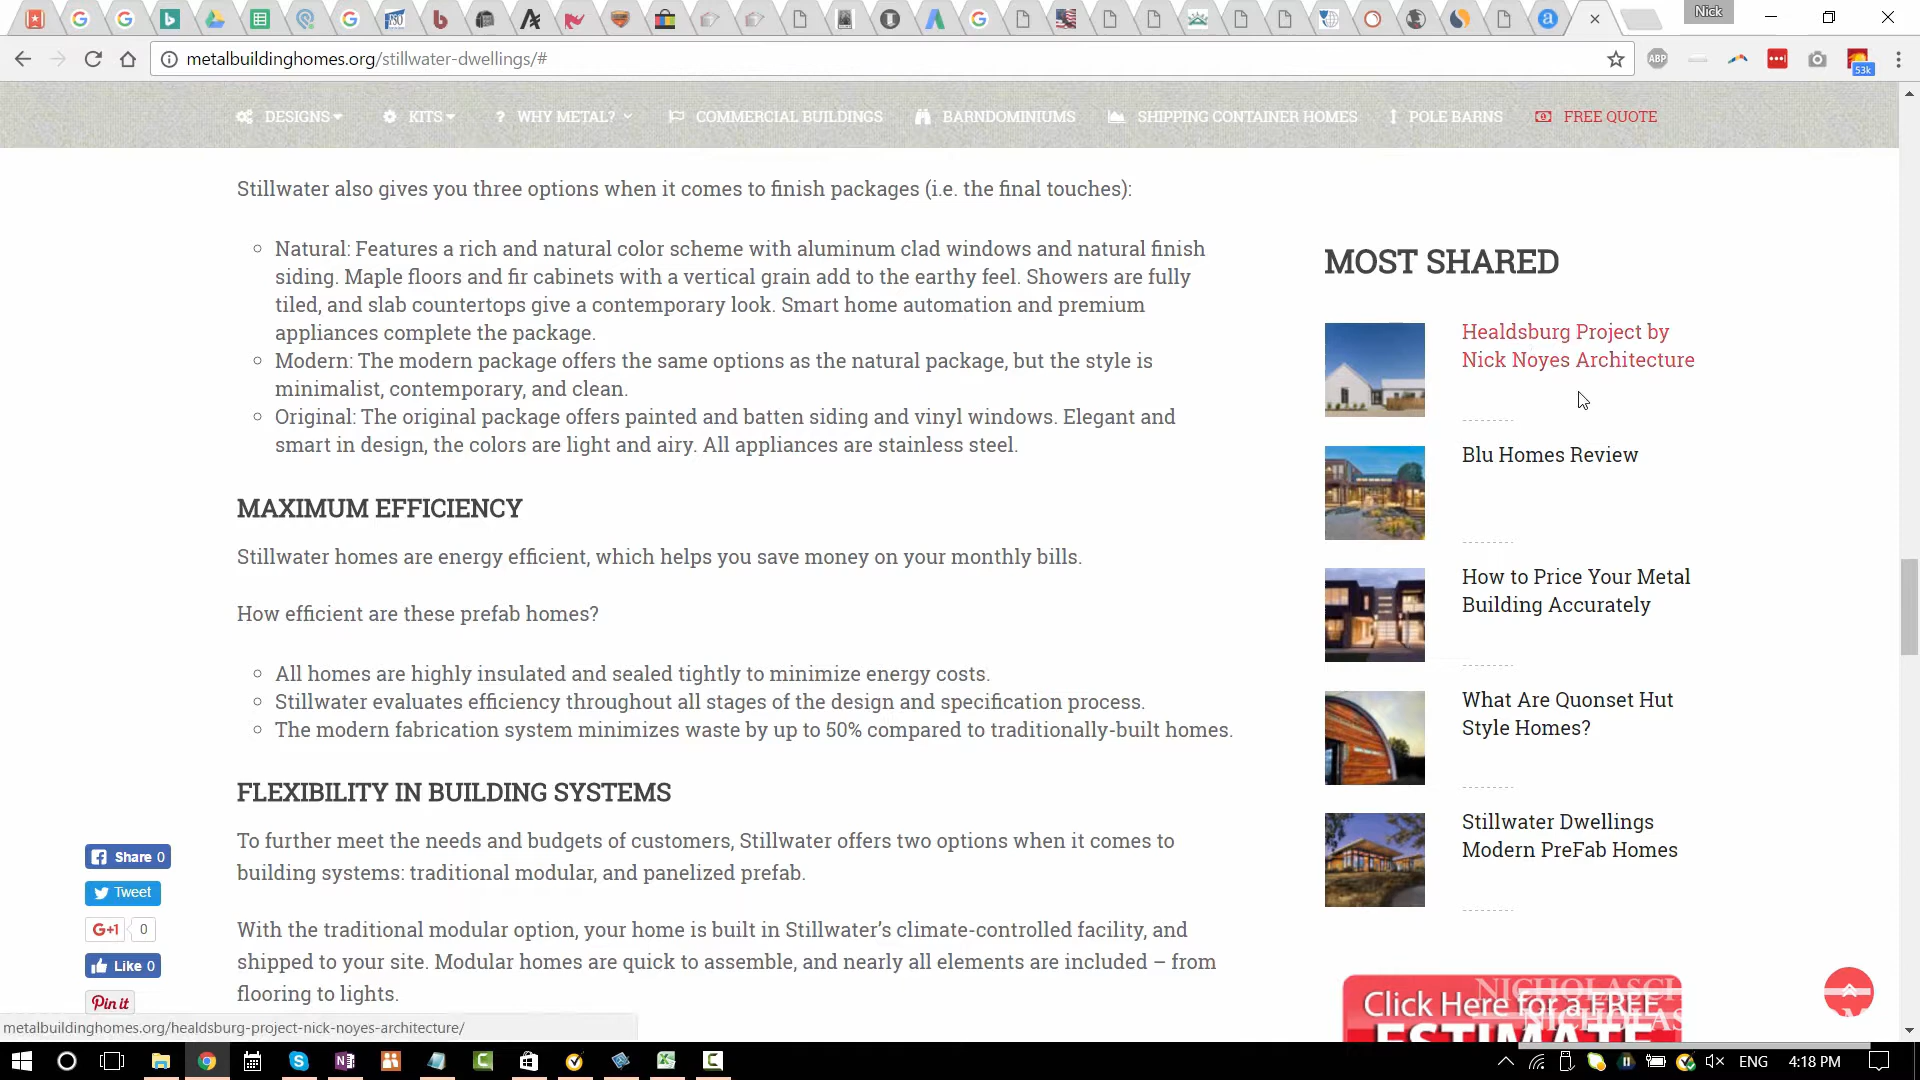 Nick
metalbuildinghomes.org/stillwater-dwellings/#
ABP
53k
DESIGNS
KITS
? WHY METAL?
COMMERCIAL BUILDINGS
BARNDOMINIUMS
SHIPPING CONTAINER HOMES
POLE BARNS
FREE QUOTE
Stillwater also gives you three options when it comes to finish packages (i.e. the final touches):
Natural: Features a rich and natural color scheme with aluminum clad windows and natural finish
siding. Maple floors and fir cabinets with a vertical grain add to the earthy feel. Showers are fully
tiled, and slab countertops give a contemporary look. Smart home automation and premium
appliances complete the package.
Modern: The modern package offers the same options as the natural package, but the style is
minimalist, contemporary, and clean.
Original: The original package offers painted and batten siding and vinyl windows. Elegant and
smart in design, the colors are light and airy. All appliances are stainless steel.
MAXIMUM EFFICIENCY
Stillwater homes are energy efficient, which helps you save money on your monthly bills.
How efficient are these prefab homes?
All homes are highly insulated and sealed tightly to minimize energy costs.
Stillwater evaluates efficiency throughout all stages of the design and specification process.
The modern fabrication system minimizes waste by up to 50% compared to traditionally-built homes.
FLEXIBILITY IN BUILDING SYSTEMS
To further meet the needs and budgets of customers, Stillwater offers two options when it comes to
building systems: traditional modular, and panelized prefab.
With the traditional modular option, your home is built in Stillwater’s climate-controlled facility, and
shipped to your site. Modular homes are quick to assemble, and nearly all elements are included – from
flooring to lights.
MOST SHARED
Healdsburg Project by
Nick Noyes Architecture
Blu Homes Review
How to Price Your Metal
Building Accurately
What Are Quonset Hut
Style Homes?
Stillwater Dwellings
Modern PreFab Homes
Click Here for a FREE
ESTIMATE
Share 0
Tweet
G+1 0
Like 0
Pin it
metalbuildinghomes.org/healdsburg-project-nick-noyes-architecture/
ENG
4:18 PM